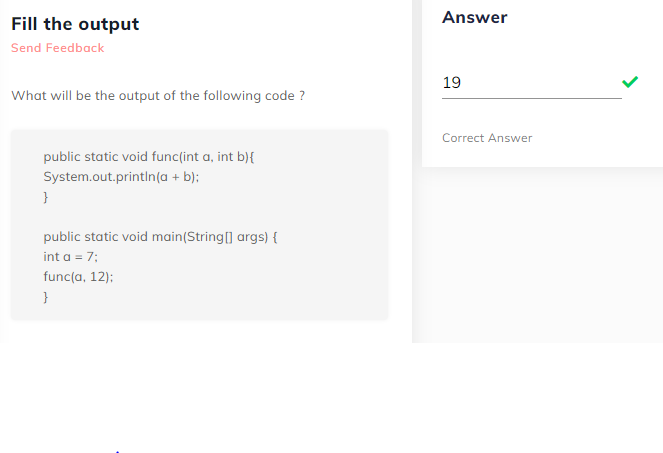 Fill the output
Send Feedback
What will be the output of the following code ?
public static void func(int a, int b){
System.out.println(a + b);
}
public static void main(String[] args) {
int a = 7;
func(a, 12);
}
Answer
19
Correct Answer